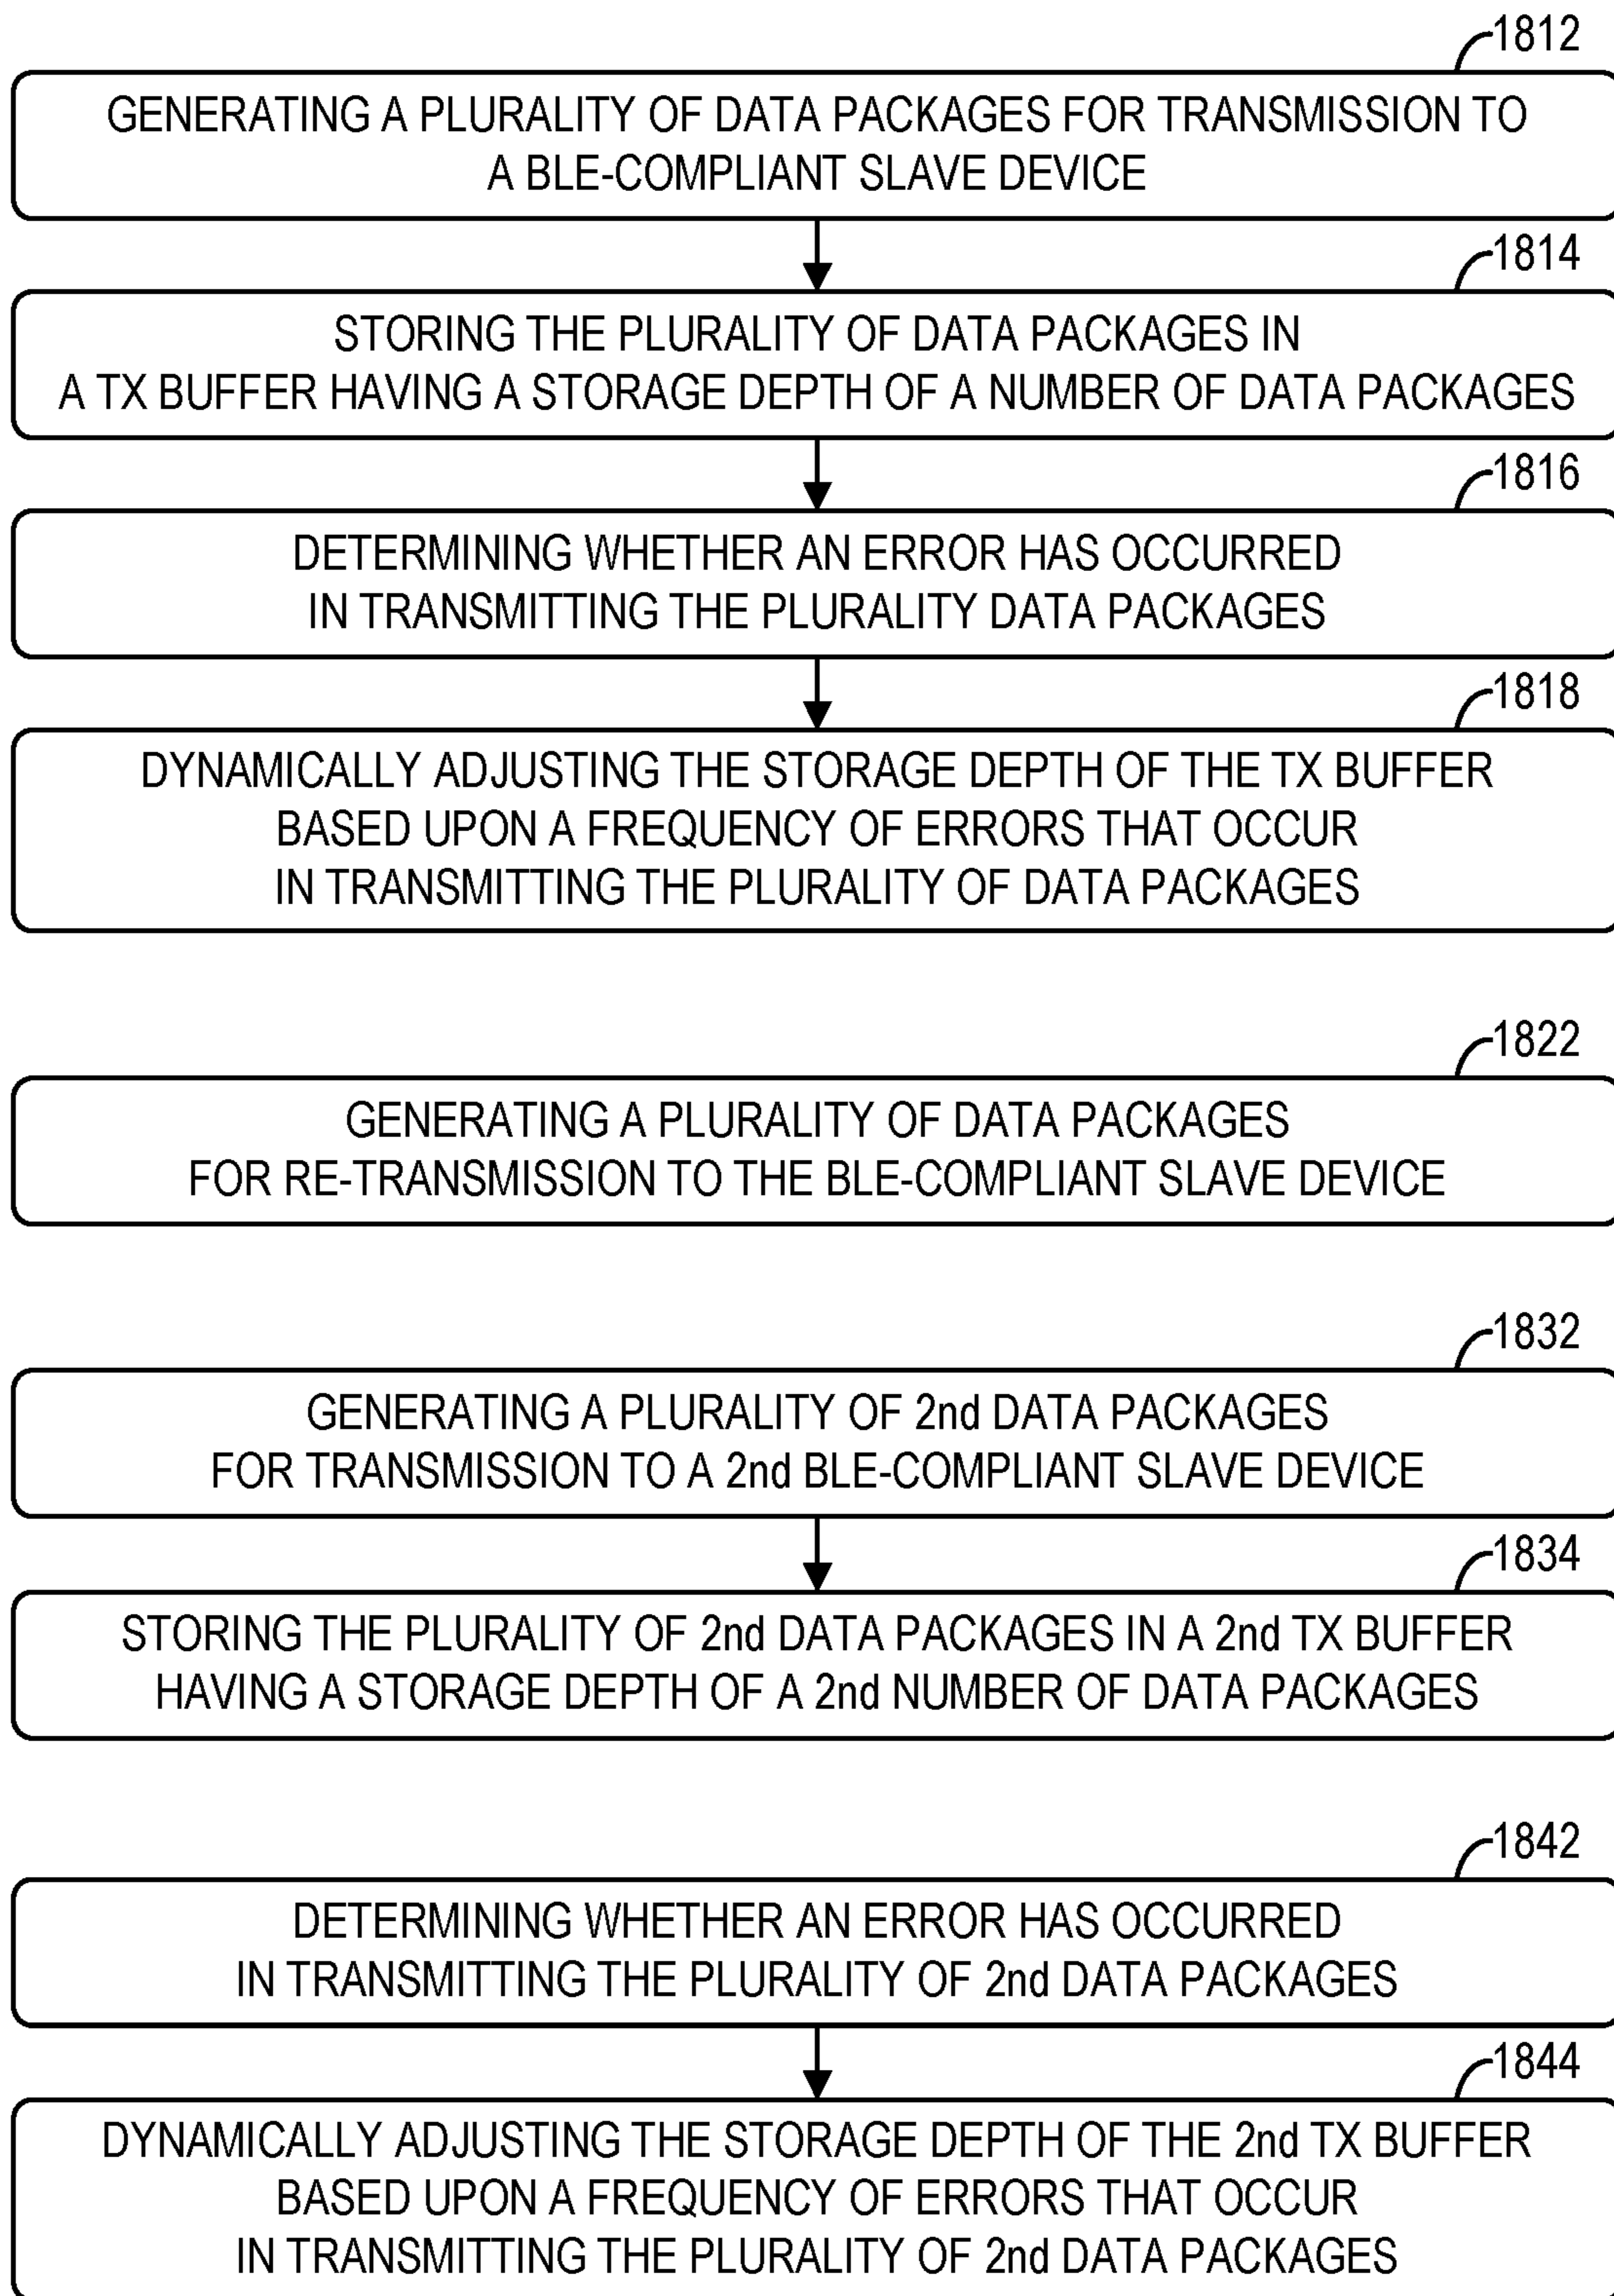 1812
GENERATING A PLURALITY OF DATA PACKAGES FOR TRANSMISSION TO
A BLE-COMPLIANT SLAVE DEVICE
1814
STORING THE PLURALITY OF DATA PACKAGES IN
A TX BUFFER HAVING A STORAGE DEPTH OF A NUMBER OF DATA PACKAGES
1816
DETERMINING WHETHER AN ERROR HAS OCCURRED
IN TRANSMITTING THE PLURALITY DATA PACKAGES
1818
DYNAMICALLY ADJUSTING THE STORAGE DEPTH OF THE TX BUFFER
BASED UPON A FREQUENCY OF ERRORS THAT OCCUR
IN TRANSMITTING THE PLURALITY OF DATA PACKAGES
1822
GENERATING A PLURALITY OF DATA PACKAGES
FOR RE-TRANSMISSION TO THE BLE-COMPLIANT SLAVE DEVICE
1832
GENERATING A PLURALITY OF 2nd DATA PACKAGES
FOR TRANSMISSION TO A 2nd BLE-COMPLIANT SLAVE DEVICE
1834
STORING THE PLURALITY OF 2nd DATA PACKAGES IN A 2nd TX BUFFER
HAVING A STORAGE DEPTH OF A 2nd NUMBER OF DATA PACKAGES
1842
DETERMINING WHETHER AN ERROR HAS OCCURRED
IN TRANSMITTING THE PLURALITY OF 2nd DATA PACKAGES
1844
DYNAMICALLY ADJUSTING THE STORAGE DEPTH OF THE 2nd TX BUFFER
BASED UPON A FREQUENCY OF ERRORS THAT OCCUR
IN TRANSMITTING THE PLURALITY OF 2nd DATA PACKAGES